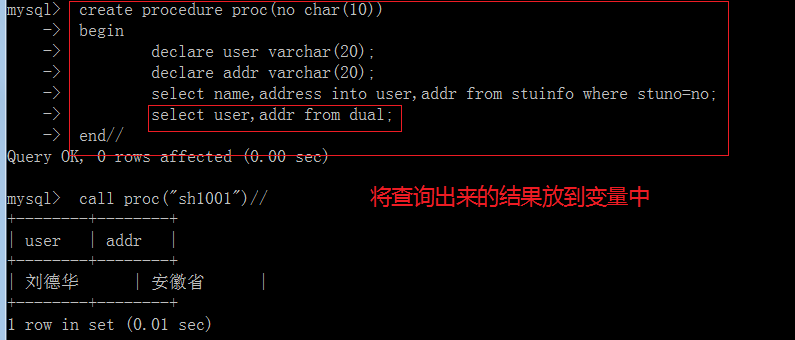 mysql> create procedure proc(no char(10))
    -> begin
    ->         declare user varchar(20);
    ->         declare addr varchar(20);
    ->         select name,address into user,addr from stuinfo where stuno=no;
    ->         select user,addr from dual;
    -> end//
Query OK, 0 rows affected (0.00 sec)
mysql> call proc("sh1001")//
将查询出来的结果放到变量中
+--------+--------+
| user   | addr   |
+--------+--------+
| 刘德华      | 安徽省      |
+--------+--------+
1 row in set (0.01 sec)